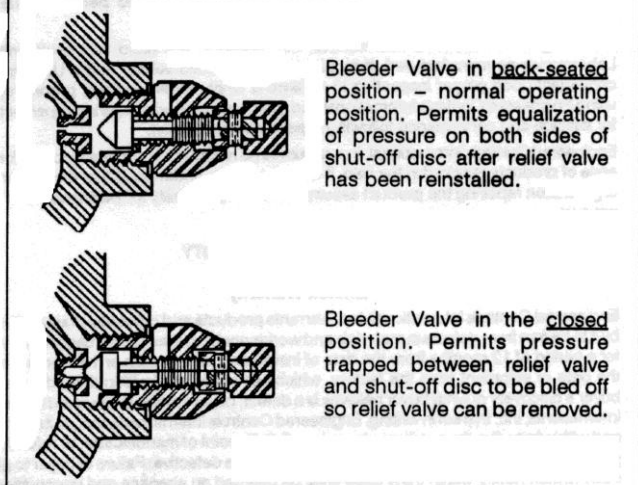 Bleeder Valve in back-seated
position – normal operating
position. Permits equalization
of pressure on both sides of
shut-off disc after relief valve
has been reinstalled.
Bleeder Valve in the closed
position. Permits pressure
trapped between relief valve
and shut-off disc to be bled off
so relief valve can be removed.